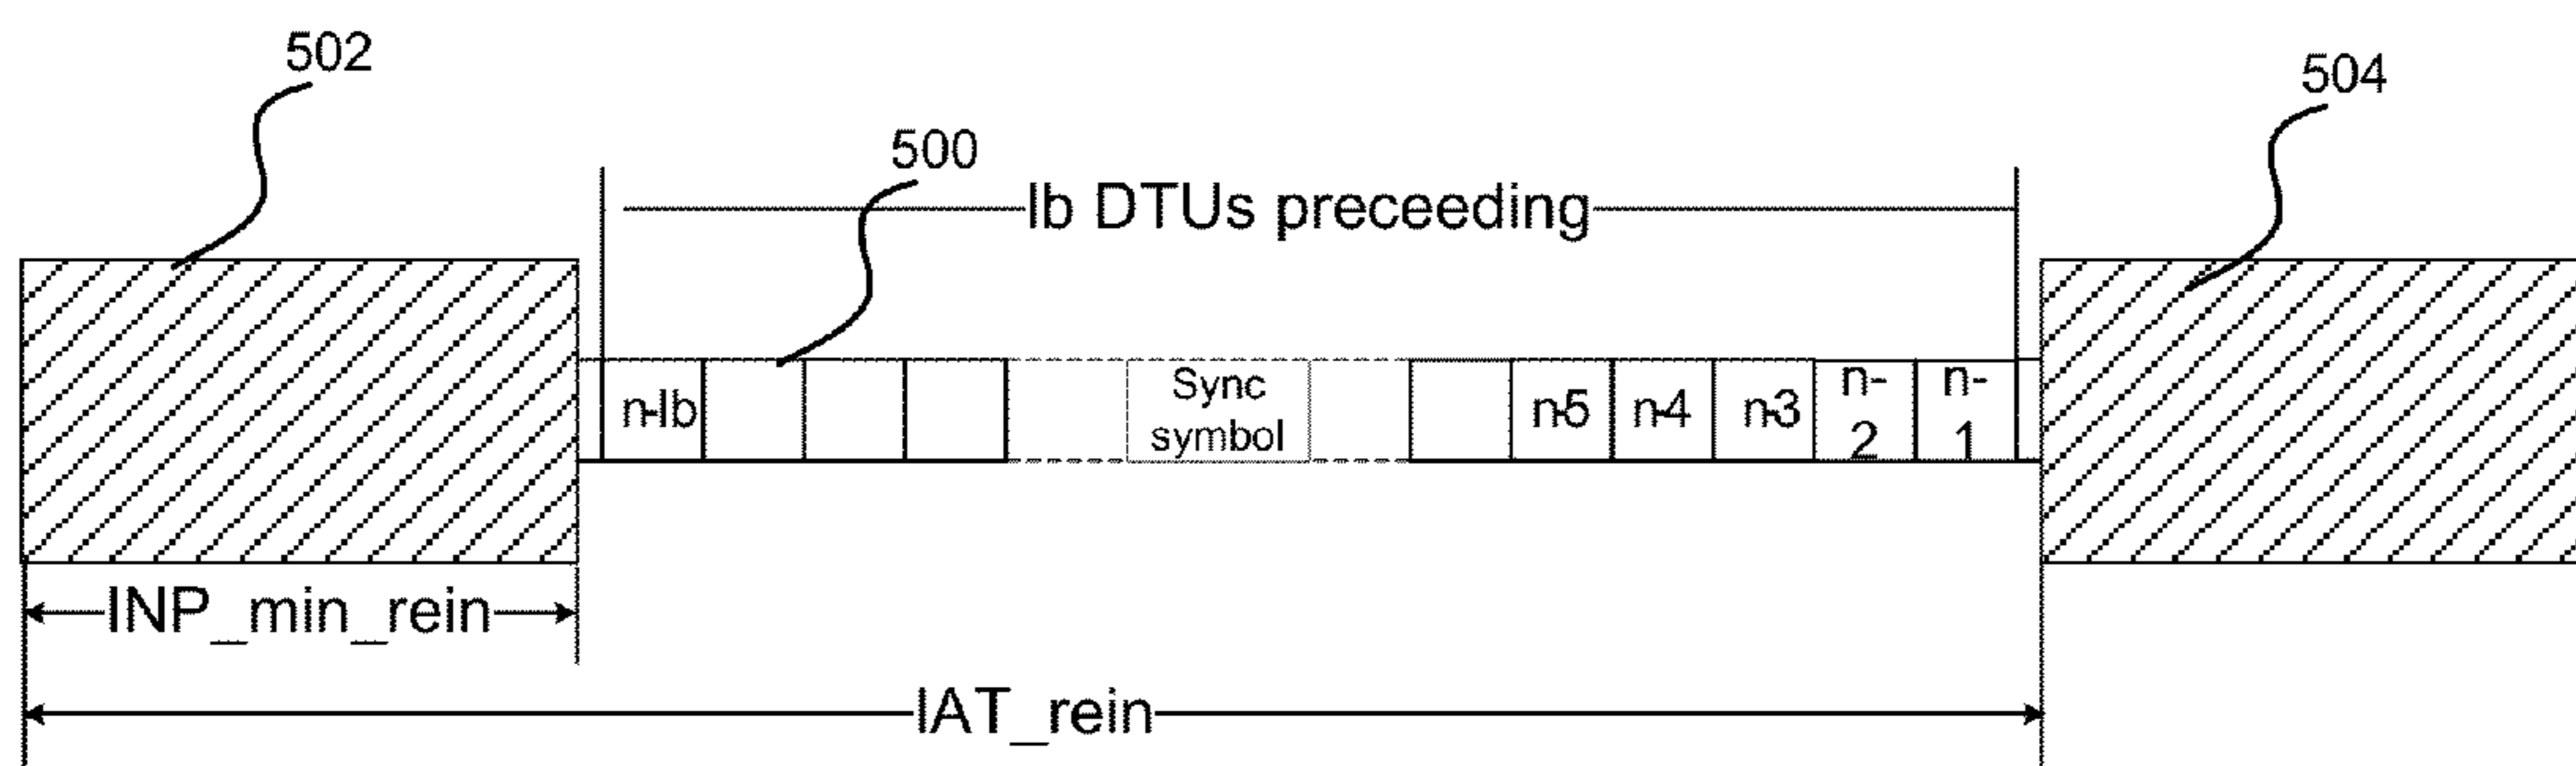 502
504
500
Ib DTUs preceeding
n-Ib
Sync
symbol
n-5
n-4
n-3
n-
2
n-
1
INP_min_rein
IAT_rein